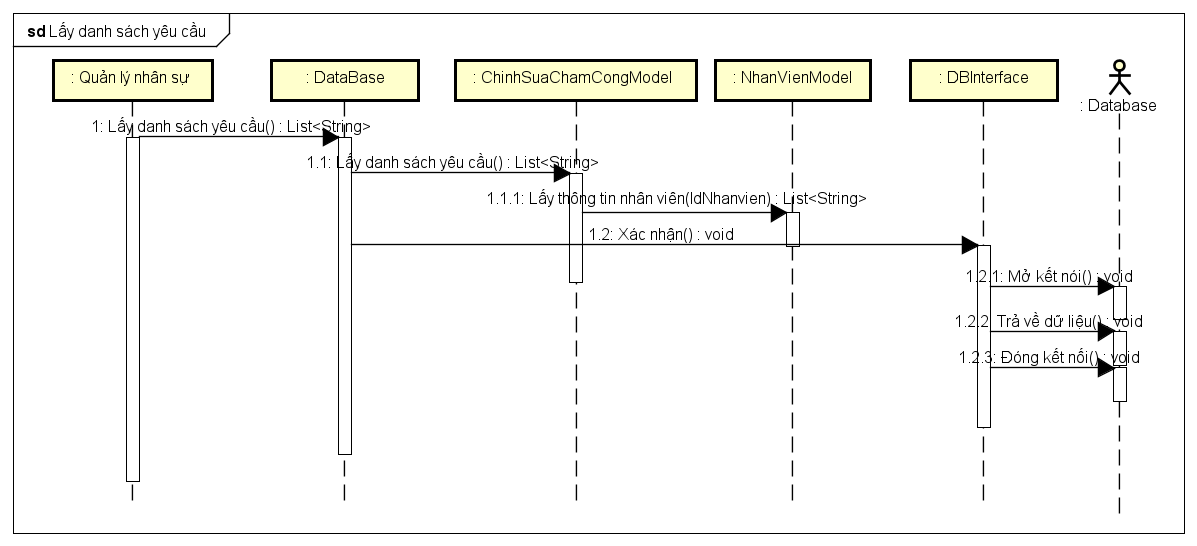 sd Lấy danh sách yêu cầu
: Quản lý nhân sự
: DataBase
: ChinhSuaChamCongModel
: NhanVienModel
: DBInterface
: Database
1: Lấy danh sách yêu cầu() : List<String>
1.1: Lấy danh sách yêu cầu() : List<String>
1.1.1: Lấy thông tin nhân viên(IdNhanvien) : List<String>
1.2: Xác nhận() : void
1.2.1: Mở kết nói() : void
1.2.2: Trả về dữ liệu() : void
1.2.3: Đóng kết nối() : void